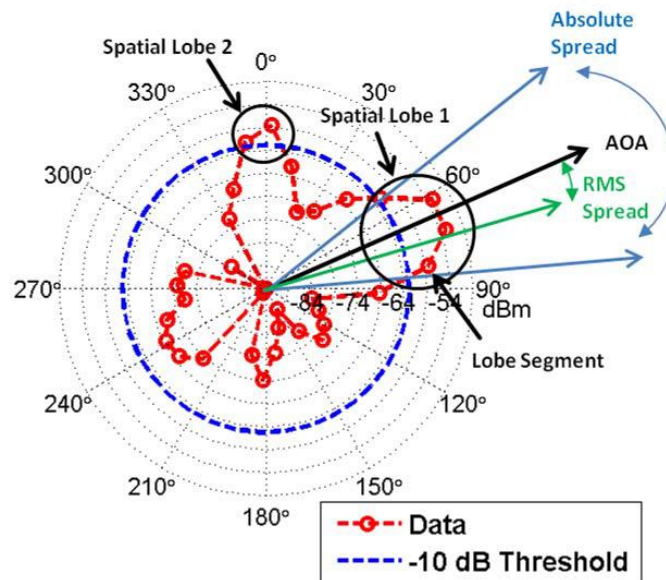 Absolute
Spread
Spatial Lobe 2
0°
330°
30°
Spatial Lobe 1
AOA
300°
60°
RMS
Spread
270°
-84 -74 -64 -54 90°
dBm
Lobe Segment
240°
120°
210°
150°
180°
Data
-10 dB Threshold